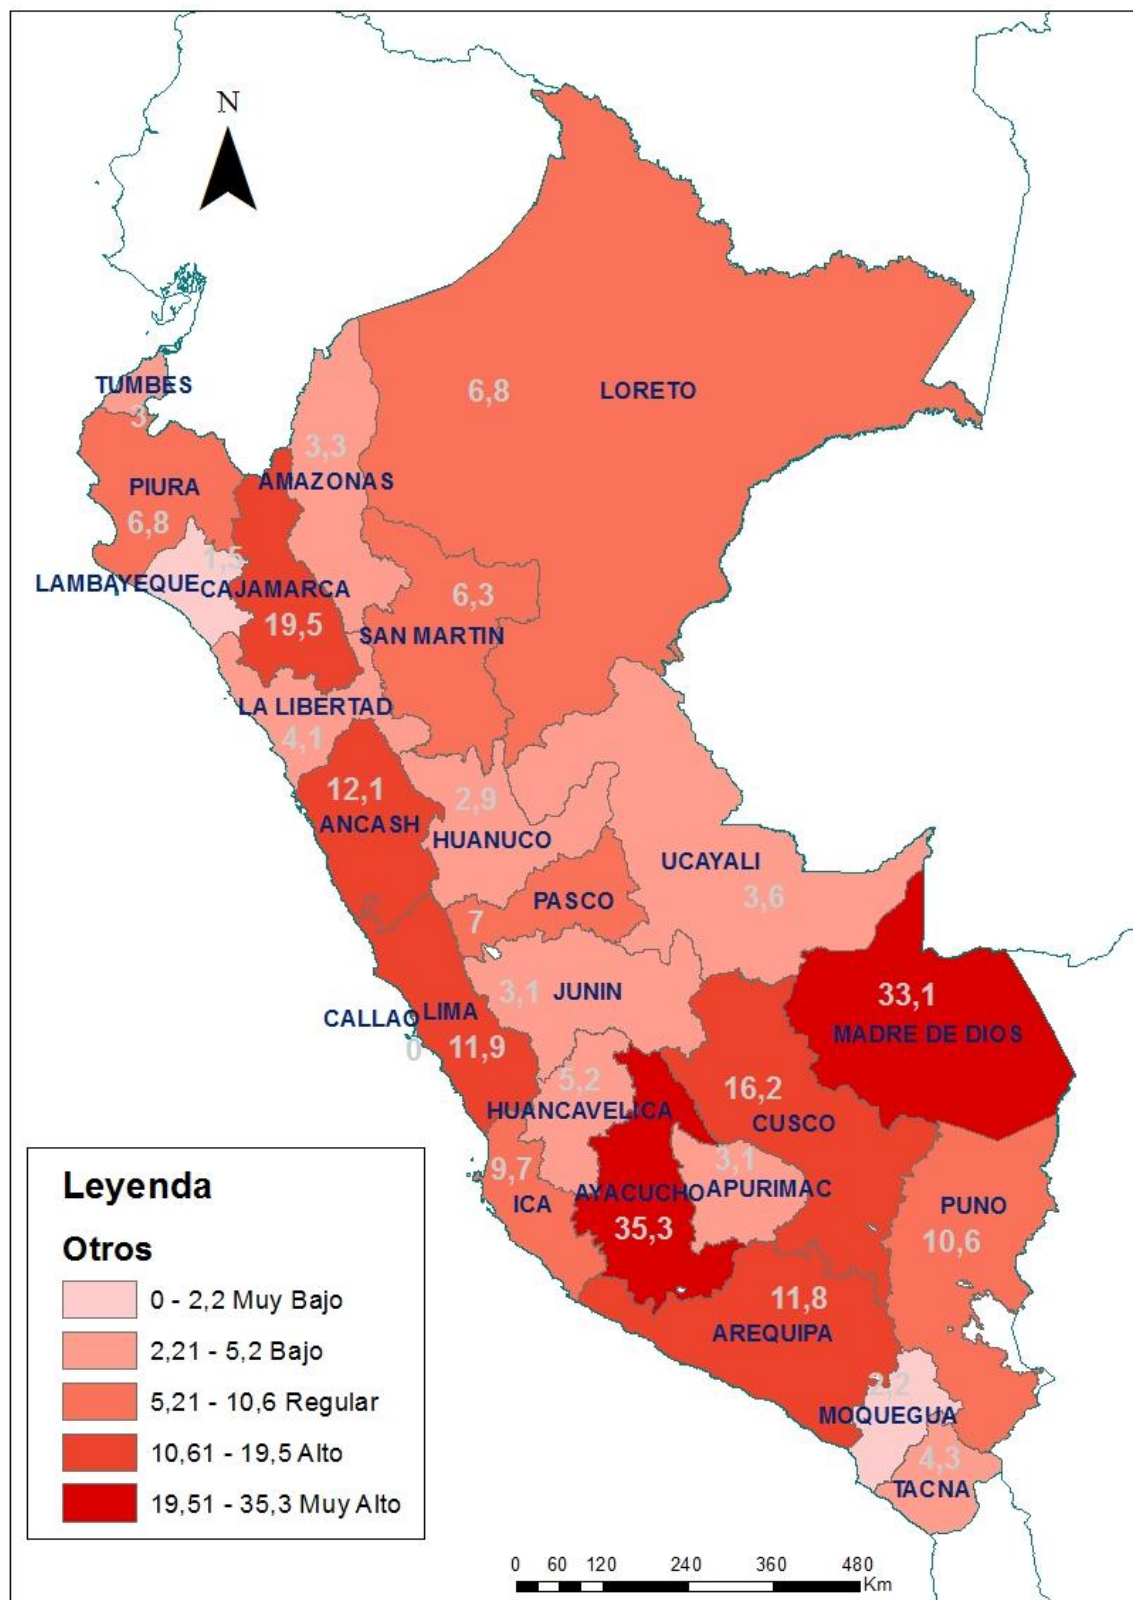 N
TUMBES
3
6,8
LORETO
3,3
AMAZONAS
PIURA
6,8
1,5
LAMBAYEQUE
CAJAMARCA
19,5
6,3
SAN MARTIN
LA LIBERTAD
4,1
12,1
ANCASH
2,9
HUANUCO
UCAYALI
3,6
PASCO
7
3,1
JUNIN
33,1
MADRE DE DIOS
CALLAO
0
LIMA
11,9
5,2
HUANCAVELICA
16,2
CUSCO
9,7
ICA
AYACUCHO
35,3
3,1
APURIMAC
PUNO
10,6
11,8
AREQUIPA
2,2
MOQUEGUA
4,3
TACNA
Leyenda
Otros
0 - 2,2 Muy Bajo
2,21 - 5,2 Bajo
5,21 - 10,6 Regular
10,61 - 19,5 Alto
19,51 - 35,3 Muy Alto
0 60 120 240 360 480
Km